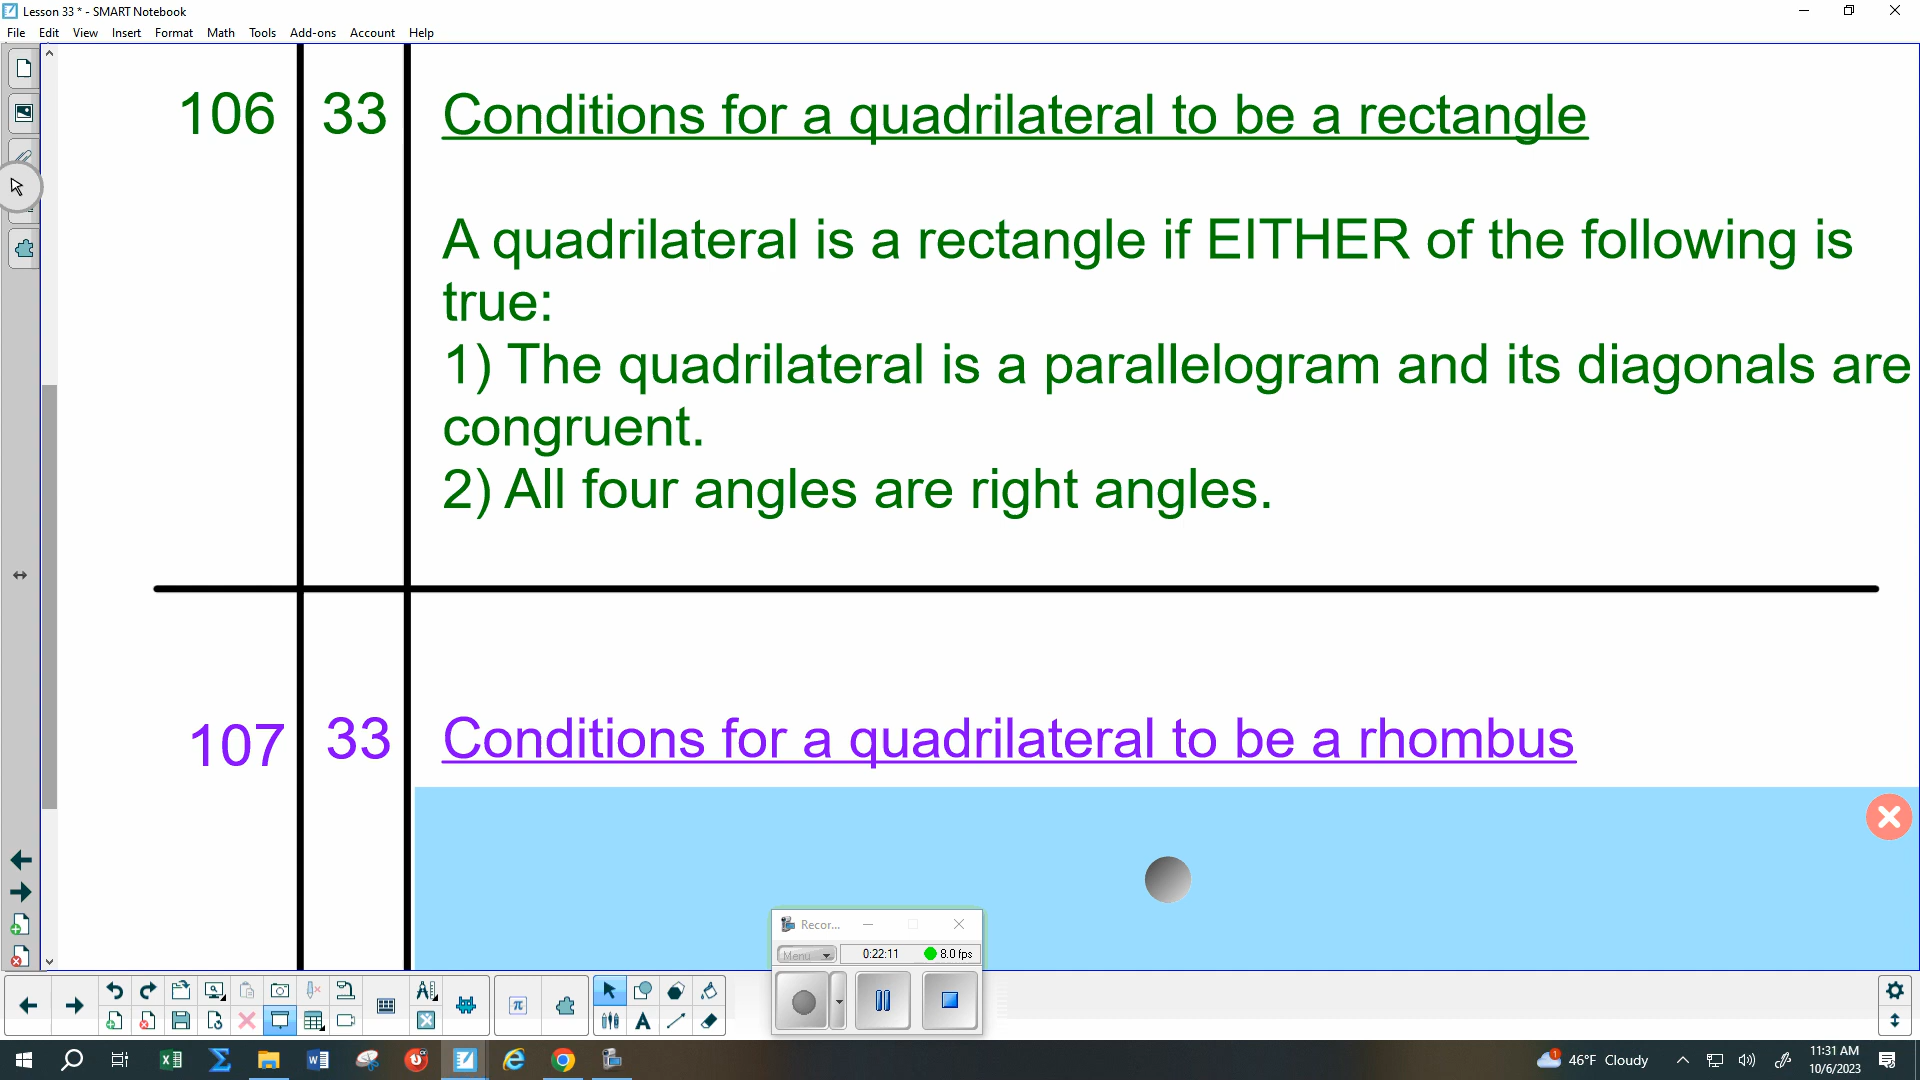 Lesson 33 * - SMART Notebook
File Edit View Insert Format Math Tools Add-ons Account Help
106 33 Conditions for a quadrilateral to be a rectangle
A quadrilateral is a rectangle if EITHER of the following is
true:
1) The quadrilateral is a parallelogram and its diagonals are
congruent.
2) All four angles are right angles.
107 33 Conditions for a quadrilateral to be a rhombus
Recor...
Menu 0:22:11 8.0 fps
46°F Cloudy
11:31 AM
10/6/2023